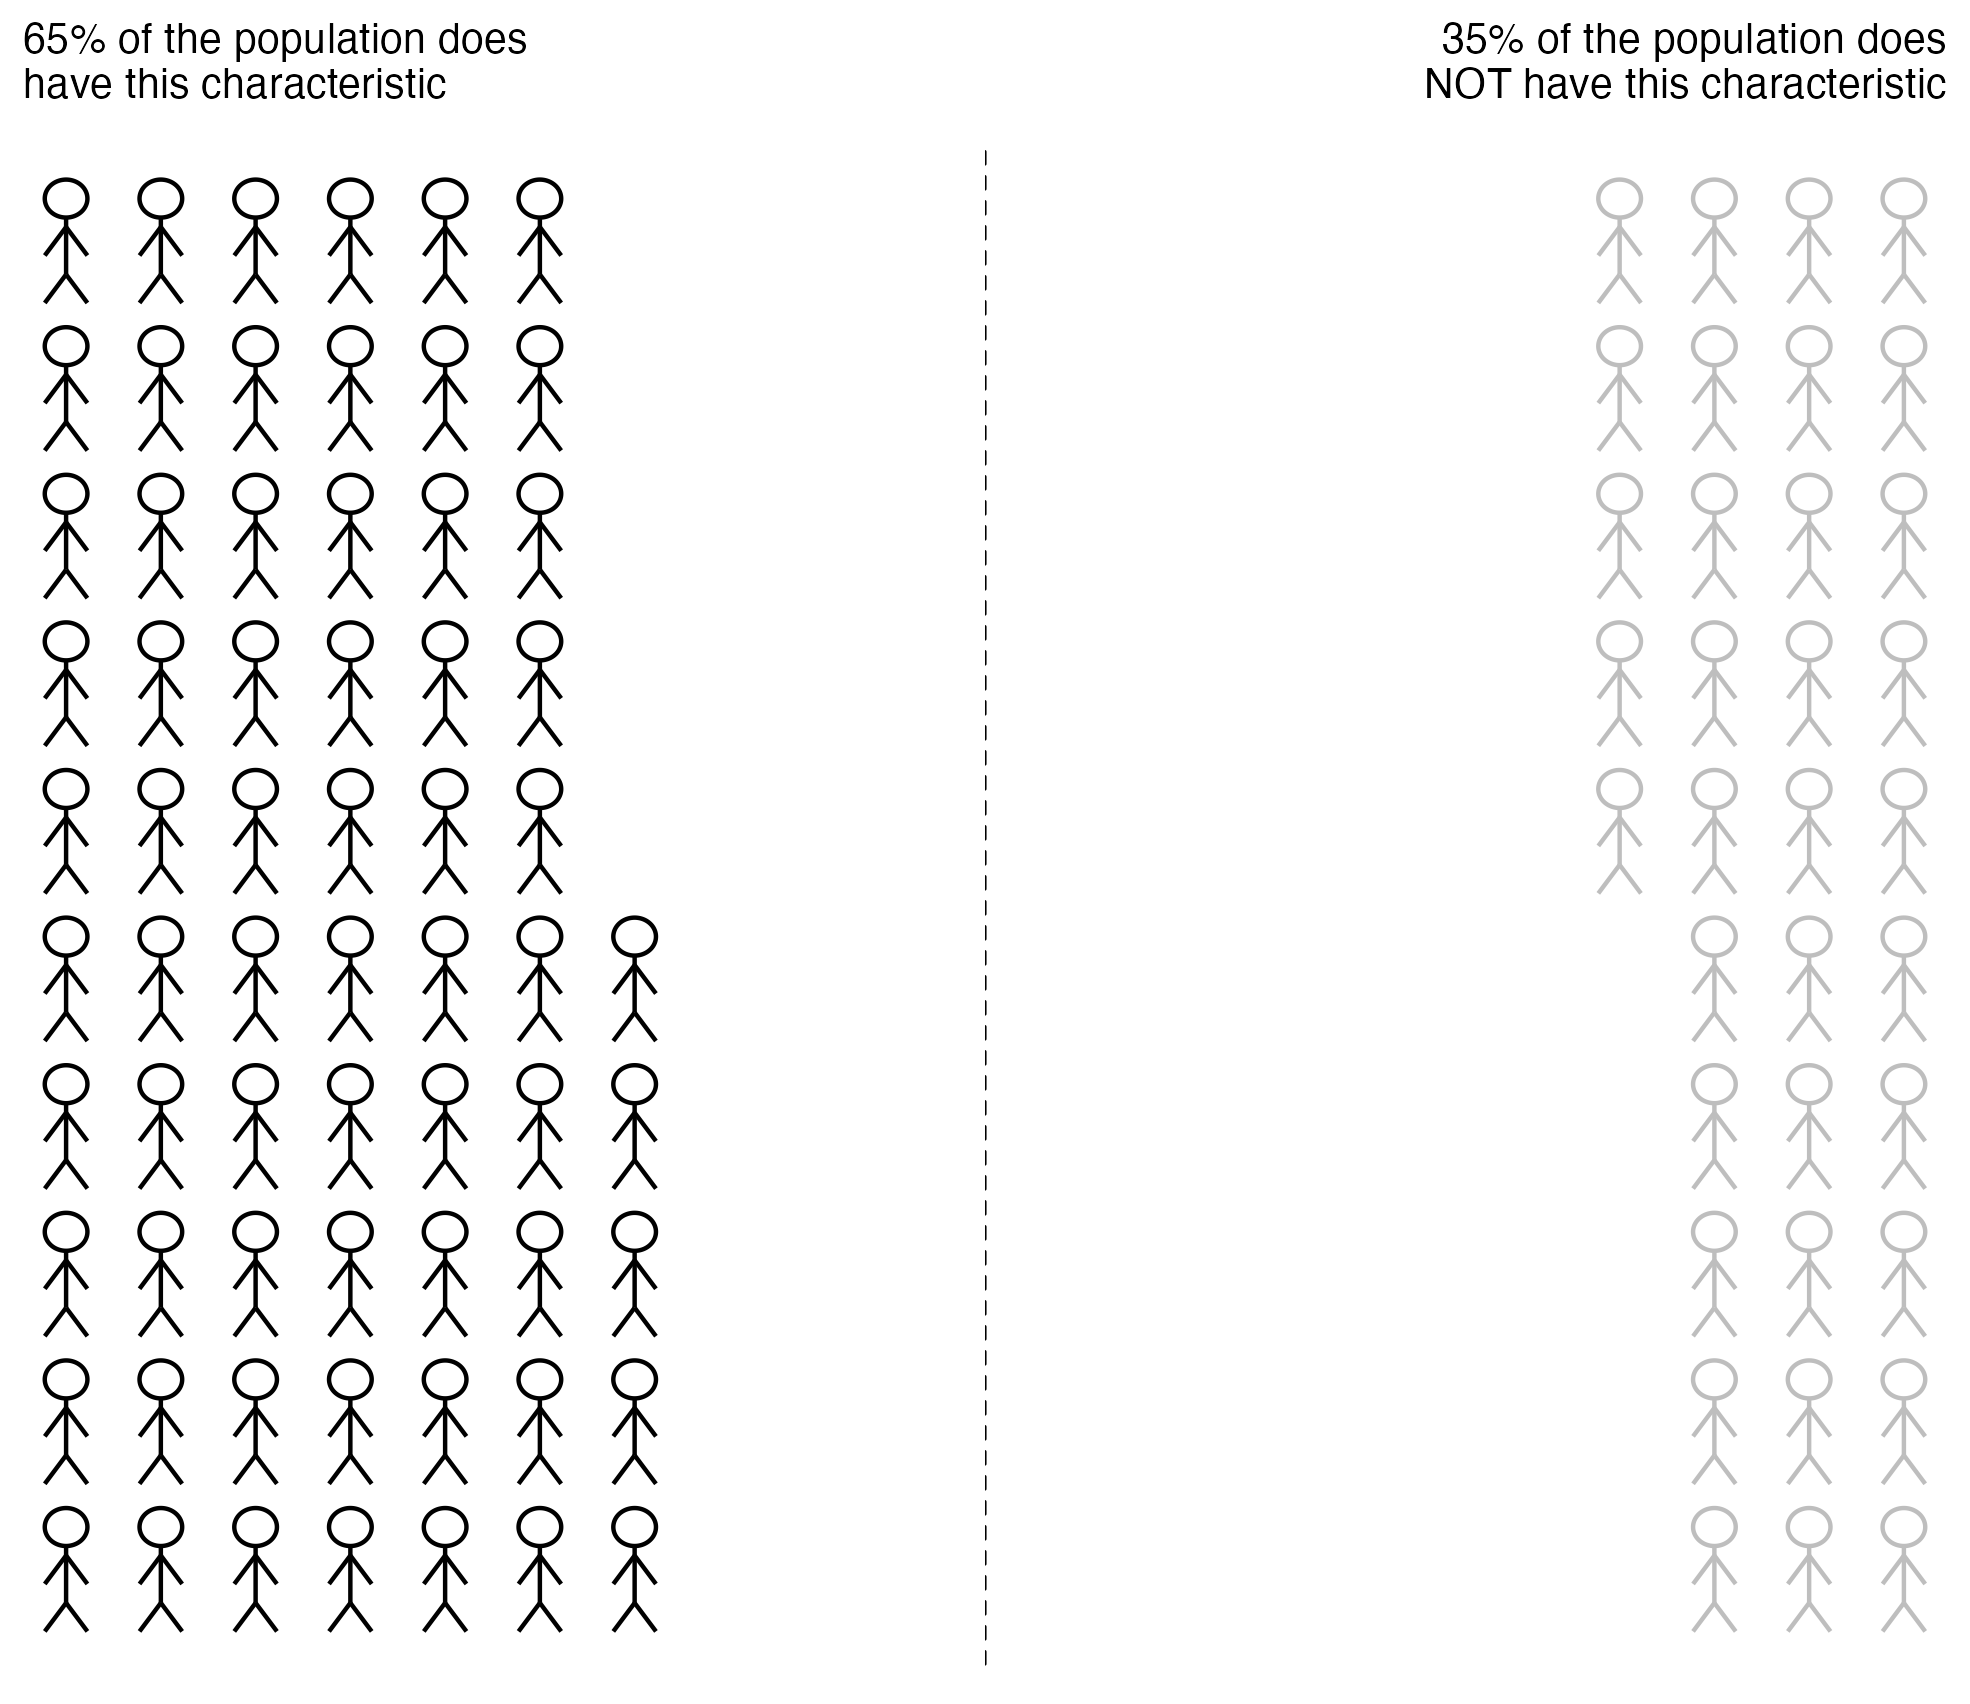 65% of the population does
have this characteristic
35% of the population does
NOT have this characteristic